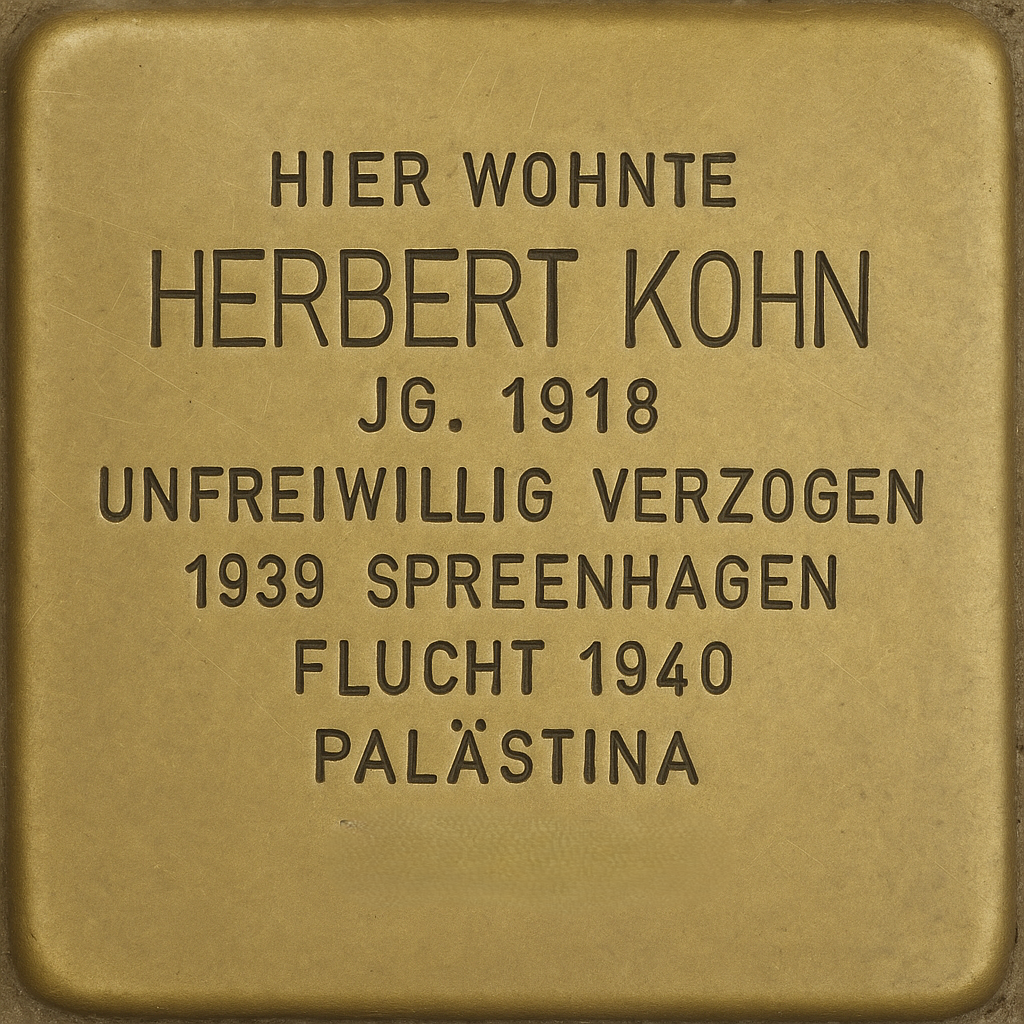 HIER WOHNTE
HERBERT KOHN
JG. 1918
UNFREIWILLIG VERZOGEN
1939 SPREENHAGEN
FLUCHT 1940
PALÄSTINA